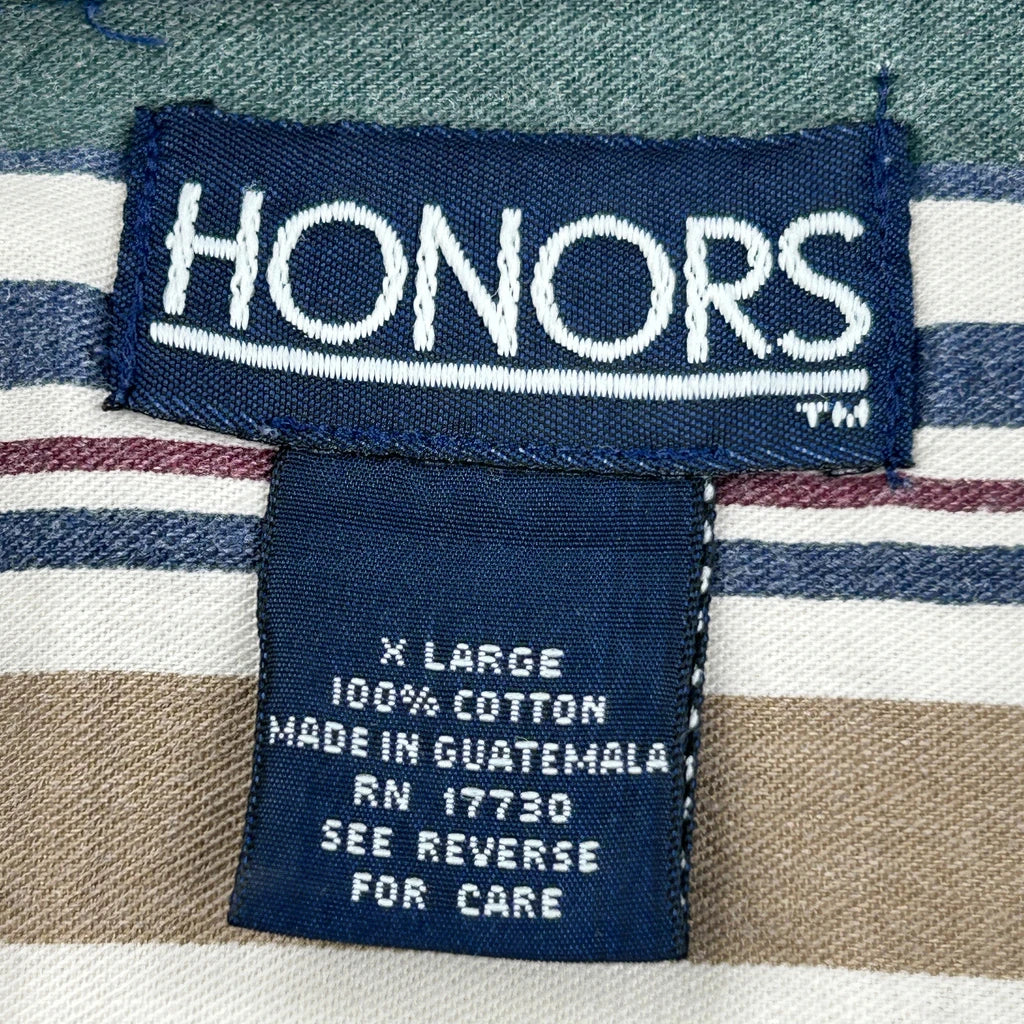 HONORS
TM
X LARGE
100% COTTON
MADE IN GUATEMALA
RN 17730
SEE REVERSE
FOR CARE